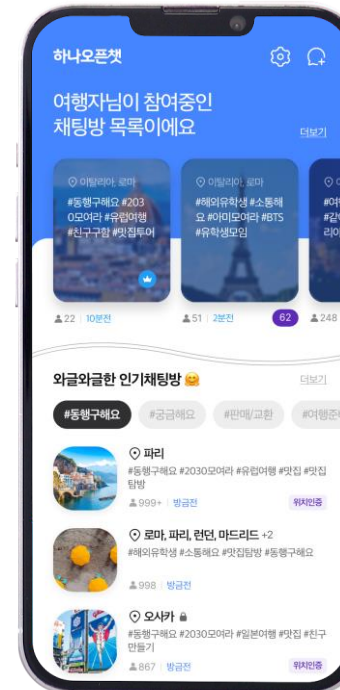 하나오픈챗
여행자님이 참여중인
채팅방 목록이에요
더보기
이탈리아, 로마
#동행구해요 #203
0모여라 #유럽여행
#친구구함 #맛집투어
22 | 10분전
이탈리아, 로마
#해외유학생 #소통해
요 #아미모여라 #BTS
#유학생모임
51 | 2분전
62
248
와글와글한 인기채팅방
더보기
#동행구해요
#궁금해요
#판매/교환
#여행준
파리
#동행구해요 #2030모여라 #유럽여행 #맛집 #맛집
탐방
999+ | 방금전
위치인증
로마, 파리, 런던, 마드리드 +2
#해외유학생 #소통해요 #맛집탐방 #동행구해요
998 | 방금전
오사카
#동행구해요 #2030모여라 #일본여행 #맛집 #친구
만들기
867 | 방금전
위치인증